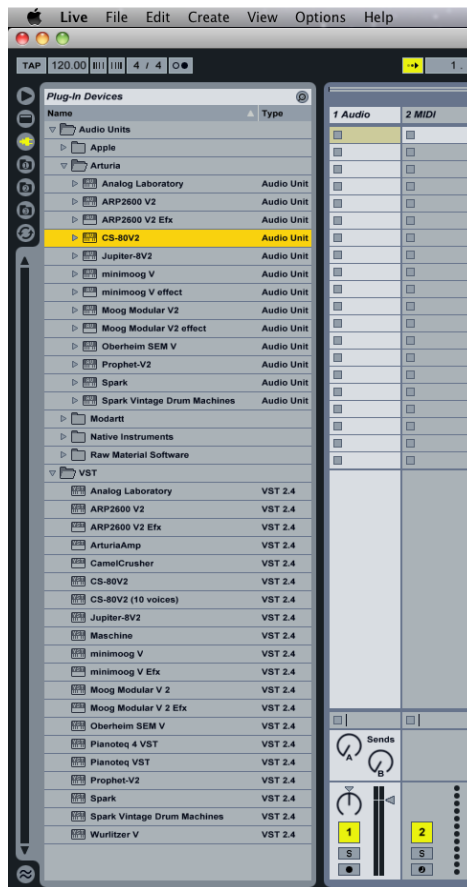 Live File Edit Create View Options Help
TAP 120.00 4 / 4 1 .
Plug-In Devices
Name Type 1 Audio 2 MIDI
Audio Units
Apple
Arturia
Analog Laboratory Audio Unit
ARP2600 V2 Audio Unit
ARP2600 V2 Efx Audio Unit
CS-80V2 Audio Unit
Jupiter-8V2 Audio Unit
minimoog V Audio Unit
minimoog V effect Audio Unit
Moog Modular V2 Audio Unit
Moog Modular V2 effect Audio Unit
Oberheim SEM V Audio Unit
Prophet-V2 Audio Unit
Spark Audio Unit
Spark Vintage Drum Machines Audio Unit
Modartt
Native Instruments
Raw Material Software
VST
Analog Laboratory VST 2.4
ARP2600 V2 VST 2.4
ARP2600 V2 Efx VST 2.4
ArturiaAmp VST 2.4
CamelCrusher VST 2.4
CS-80V2 VST 2.4
CS-80V2 (10 voices) VST 2.4
Jupiter-8V2 VST 2.4
Maschine VST 2.4
minimoog V VST 2.4
minimoog V Efx VST 2.4
Moog Modular V 2 VST 2.4
Moog Modular V 2 Efx VST 2.4
Oberheim SEM V VST 2.4
Pianoteq 4 VST VST 2.4
Pianoteq VST VST 2.4
Prophet-V2 VST 2.4
Spark VST 2.4
Spark Vintage Drum Machines VST 2.4
Wurlitzer V VST 2.4
Sends
A
B
1 2
S S